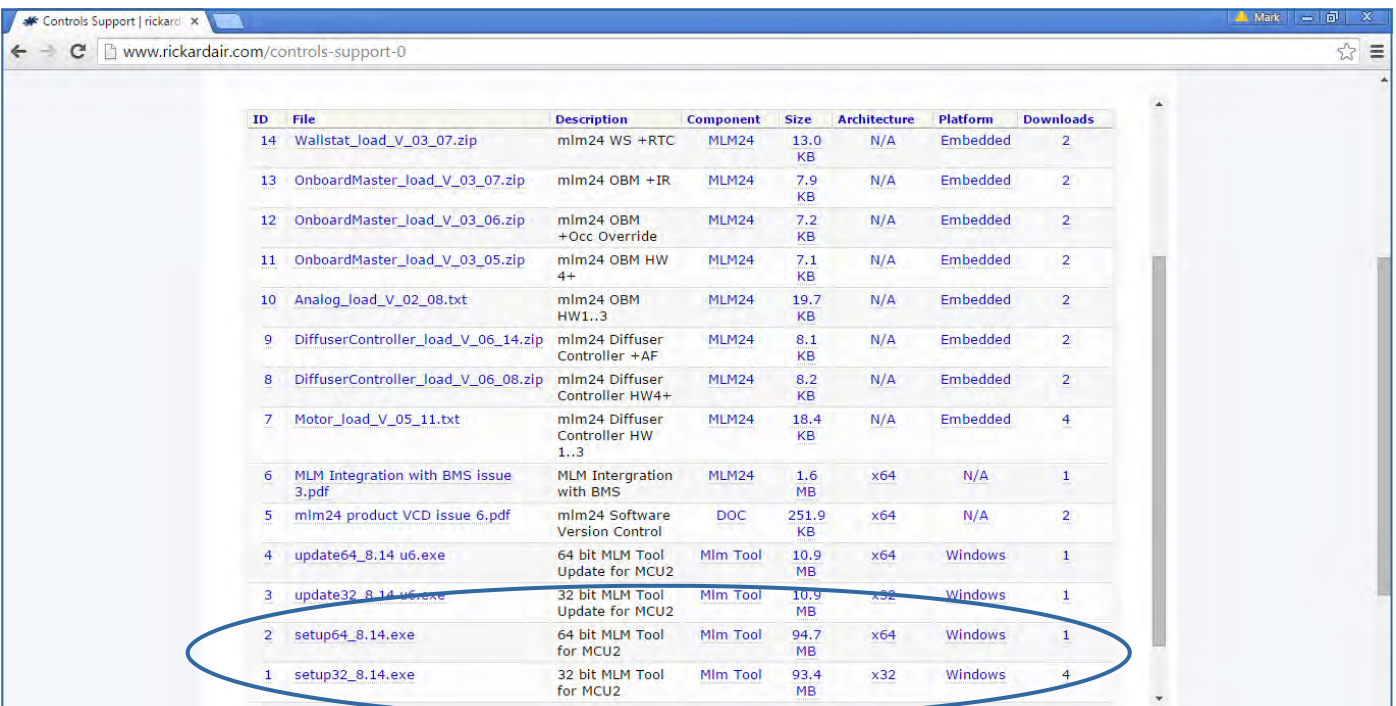 Controls Support | rickard
Mark
www.rickardair.com/controls-support-0
ID File Description Component Size Architecture Platform Downloads
14 Wallstat_load_V_03_07.zip mlm24 WS +RTC MLM24 13.0 N/A Embedded 2
KB
13 OnboardMaster_load_V_03_07.zip mlm24 OBM +IR MLM24 7.9 N/A Embedded 2
KB
12 OnboardMaster_load_V_03_06.zip mlm24 OBM MLM24 7.2 N/A Embedded 2
+Occ Override KB
11 OnboardMaster_load_V_03_05.zip mlm24 OBM HW MLM24 7.1 N/A Embedded 2
4+ KB
10 Analog_load_V_02_08.txt mlm24 OBM MLM24 19.7 N/A Embedded 2
HW1..3 KB
9 DiffuserController_load_V_06_14.zip mlm24 Diffuser MLM24 8.1 N/A Embedded 2
Controller +AF KB
8 DiffuserController_load_V_06_08.zip mlm24 Diffuser MLM24 8.2 N/A Embedded 2
Controller HW4+ KB
7 Motor_load_V_05_11.txt mlm24 Diffuser MLM24 18.4 N/A Embedded 4
Controller HW KB
1..3
6 MLM Integration with BMS issue MLM Intergration MLM24 1.6 x64 N/A 1
3.pdf with BMS MB
5 mlm24 product VCD issue 6.pdf mlm24 Software DOC 251.9 x64 N/A 2
Version Control KB
4 update64_8.14 u6.exe 64 bit MLM Tool Mlm Tool 10.9 x64 Windows 1
Update for MCU2 MB
3 update32_8.14 u6.exe 32 bit MLM Tool Mlm Tool 10.9 x32 Windows 1
Update for MCU2 MB
2 setup64_8.14.exe 64 bit MLM Tool Mlm Tool 94.7 x64 Windows 1
for MCU2 MB
1 setup32_8.14.exe 32 bit MLM Tool Mlm Tool 93.4 x32 Windows 4
for MCU2 MB